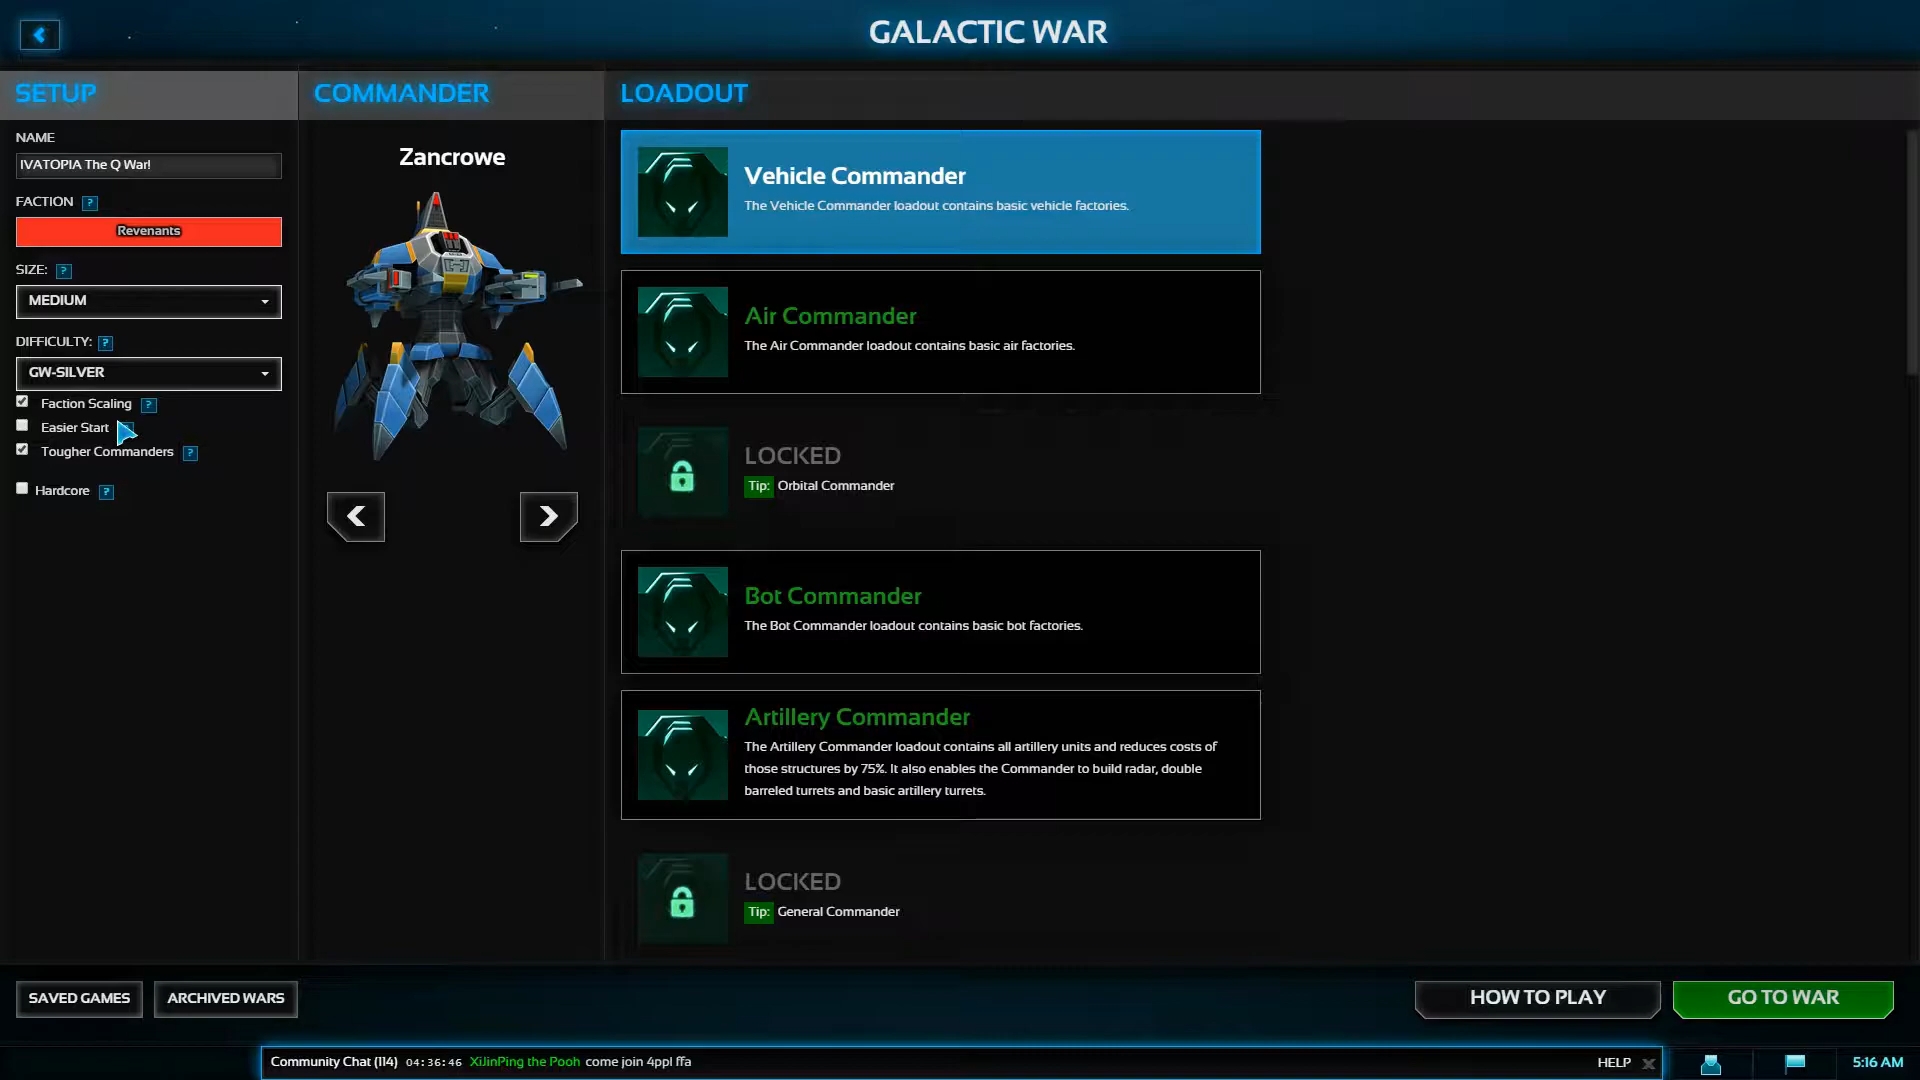 GALACTIC WAR
SETUP
COMMANDER
LOADOUT
NAME
IVATOPIA The Q War!
FACTION ?
Revenants
SIZE: ?
MEDIUM
DIFFICULTY: ?
GW-SILVER
Faction Scaling ?
Easier Start
Tougher Commanders ?
Hardcore ?
Zancrowe
Vehicle Commander
The Vehicle Commander loadout contains basic vehicle factories.
Air Commander
The Air Commander loadout contains basic air factories.
LOCKED
Tip: Orbital Commander
Bot Commander
The Bot Commander loadout contains basic bot factories.
Artillery Commander
The Artillery Commander loadout contains all artillery units and reduces costs of
those structures by 75%. It also enables the Commander to build radar, double
barreled turrets and basic artillery turrets.
LOCKED
Tip: General Commander
SAVED GAMES
ARCHIVED WARS
HOW TO PLAY
GO TO WAR
Community Chat (114) 04:36:46 XiJinPing the Pooh come join 4ppl ffa
HELP
5:16 AM